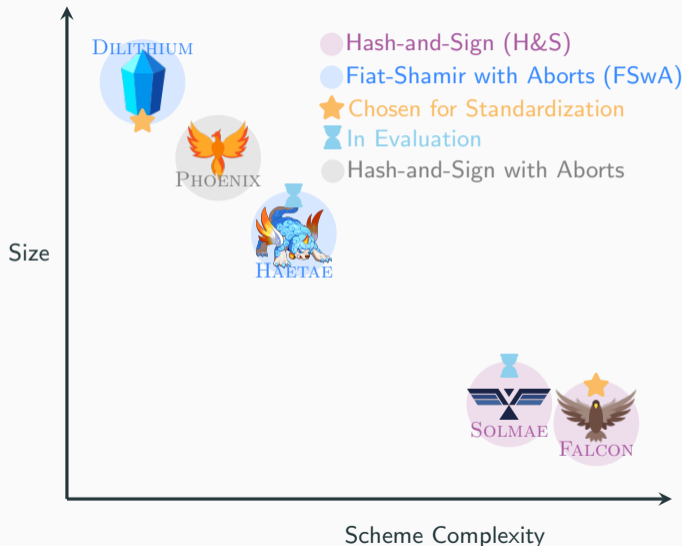 Hash-and-Sign (H&S)
DILITHIUM
Fiat-Shamir with Aborts (FSwA)
Chosen for Standardization
In Evaluation
Hash-and-Sign with Aborts
PHOENIX
Size
HAETAE
SOLMAE
FALCON
Scheme Complexity